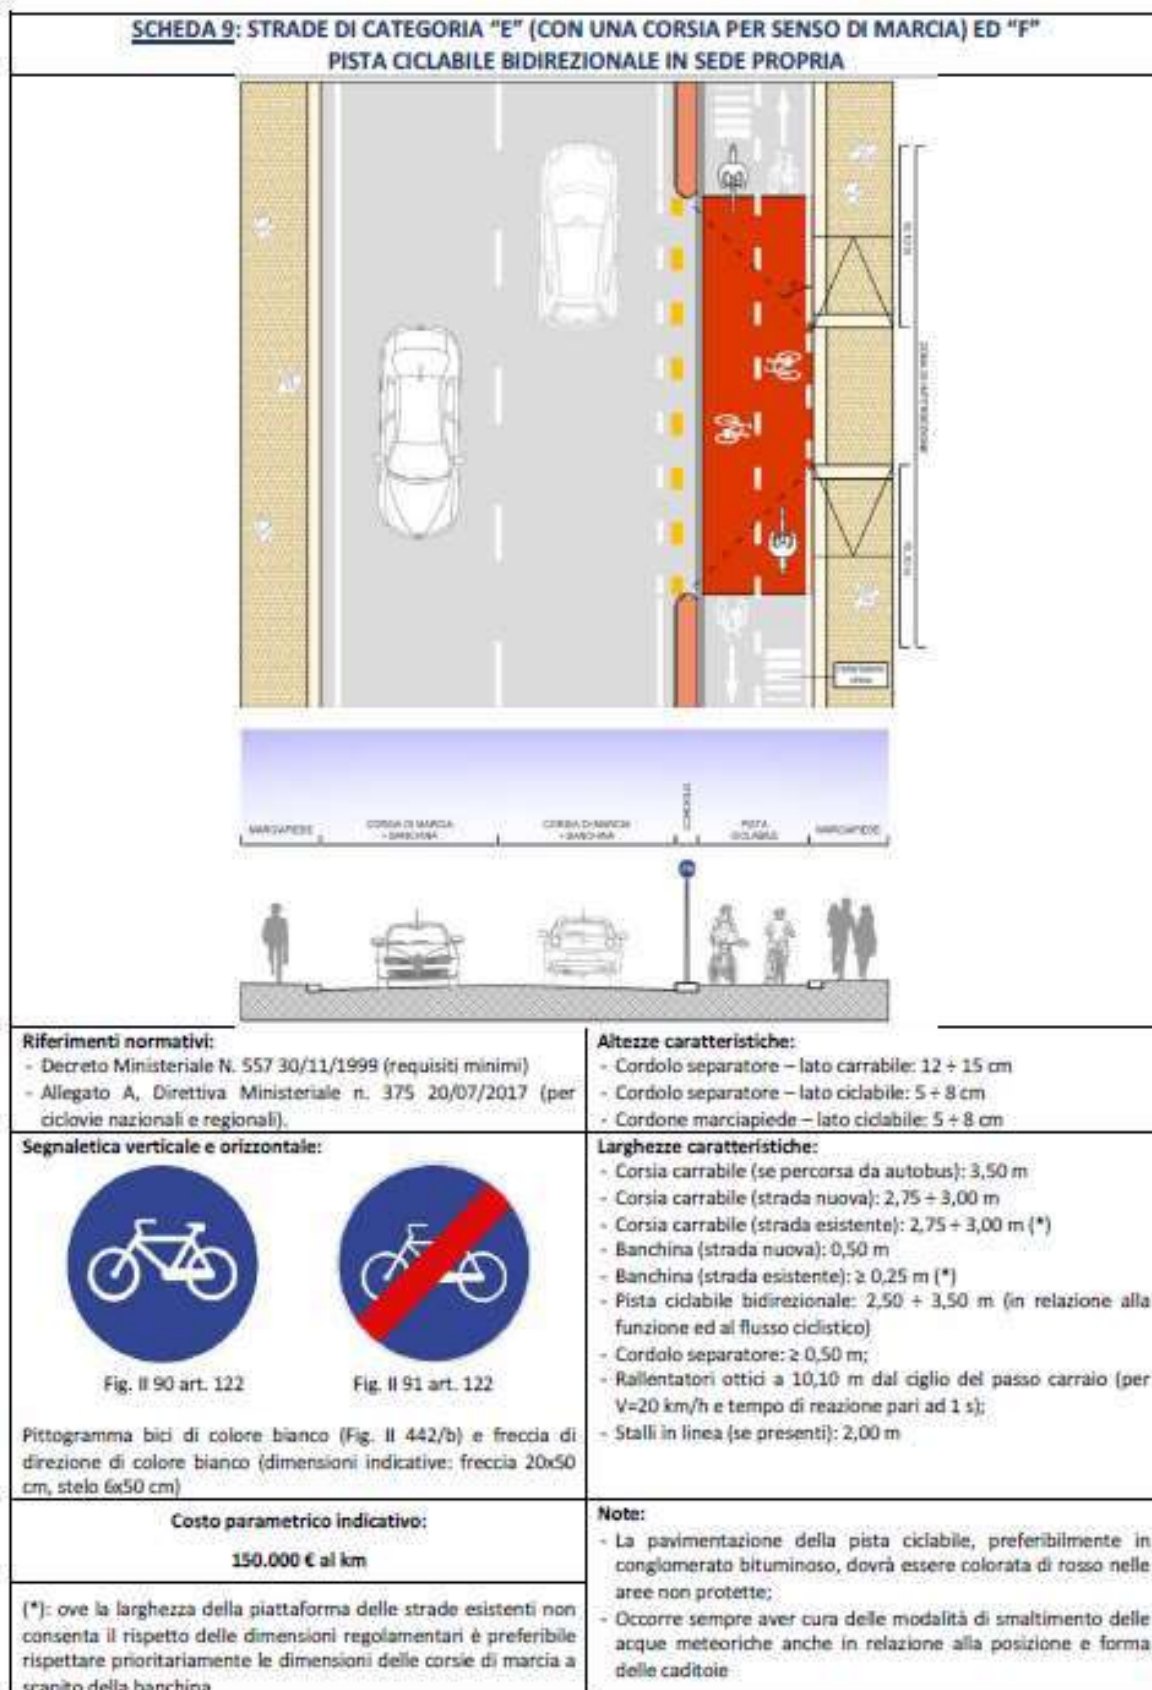 SCHEDA 9: STRADE DI CATEGORIA “E” (CON UNA CORSIA PER SENSO DI MARCIA) ED “F”
PISTA CICLABILE BIDIREZIONALE IN SEDE PROPRIA
MARCIAPIEDE
CORSIA DI MARCIA
+ BANCHINA
CORSIA DI MARCIA
+ BANCHINA
CORDOLO
PISTA
CICLABILE
MARCIAPIEDE
Riferimenti normativi:
- Decreto Ministeriale N. 557 30/11/1999 (requisiti minimi)
- Allegato A, Direttiva Ministeriale n. 375 20/07/2017 (per
ciclovie nazionali e regionali).
Altezze caratteristiche:
- Cordolo separatore – lato carrabile: 12 ÷ 15 cm
- Cordolo separatore – lato ciclabile: 5 ÷ 8 cm
- Cordone marciapiede – lato ciclabile: 5 ÷ 8 cm
Segnaletica verticale e orizzontale:
Fig. II 90 art. 122
Fig. II 91 art. 122
Pittogramma bici di colore bianco (Fig. II 442/b) e freccia di
direzione di colore bianco (dimensioni indicative: freccia 20x50
cm, stelo 6x50 cm)
Larghezze caratteristiche:
- Corsia carrabile (se percorsa da autobus): 3,50 m
- Corsia carrabile (strada nuova): 2,75 ÷ 3,00 m
- Corsia carrabile (strada esistente): 2,75 ÷ 3,00 m (*)
- Banchina (strada nuova): 0,50 m
- Banchina (strada esistente): ≥ 0,25 m (*)
- Pista ciclabile bidirezionale: 2,50 ÷ 3,50 m (in relazione alla
funzione ed al flusso ciclistico)
- Cordolo separatore: ≥ 0,50 m;
- Rallentatori ottici a 10,10 m dal ciglio del passo carraio (per
V=20 km/h e tempo di reazione pari ad 1 s);
- Stalli in linea (se presenti): 2,00 m
Costo parametrico indicativo:
150.000 € al km
(*): ove la larghezza della piattaforma delle strade esistenti non
consenta il rispetto delle dimensioni regolamentari è preferibile
rispettare prioritariamente le dimensioni delle corsie di marcia a
scapito della banchina
Note:
- La pavimentazione della pista ciclabile, preferibilmente in
conglomerato bituminoso, dovrà essere colorata di rosso nelle
aree non protette;
- Occorre sempre aver cura delle modalità di smaltimento delle
acque meteoriche anche in relazione alla posizione e forma
delle caditoie